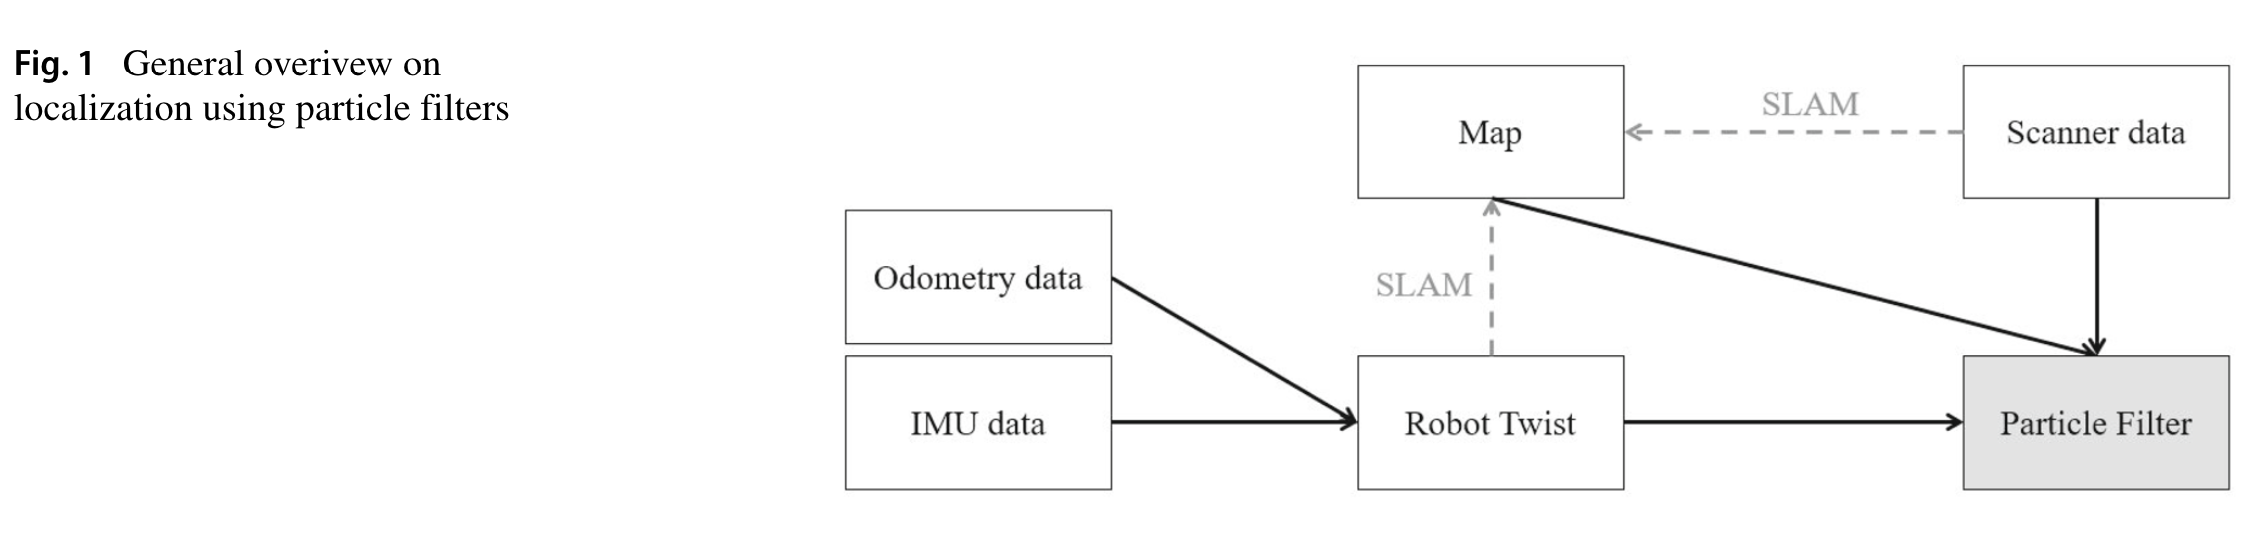 Fig. 1 General overivew on
localization using particle filters
SLAM
Map
Scanner data
Odometry data
SLAM
IMU data
Robot Twist
Particle Filter